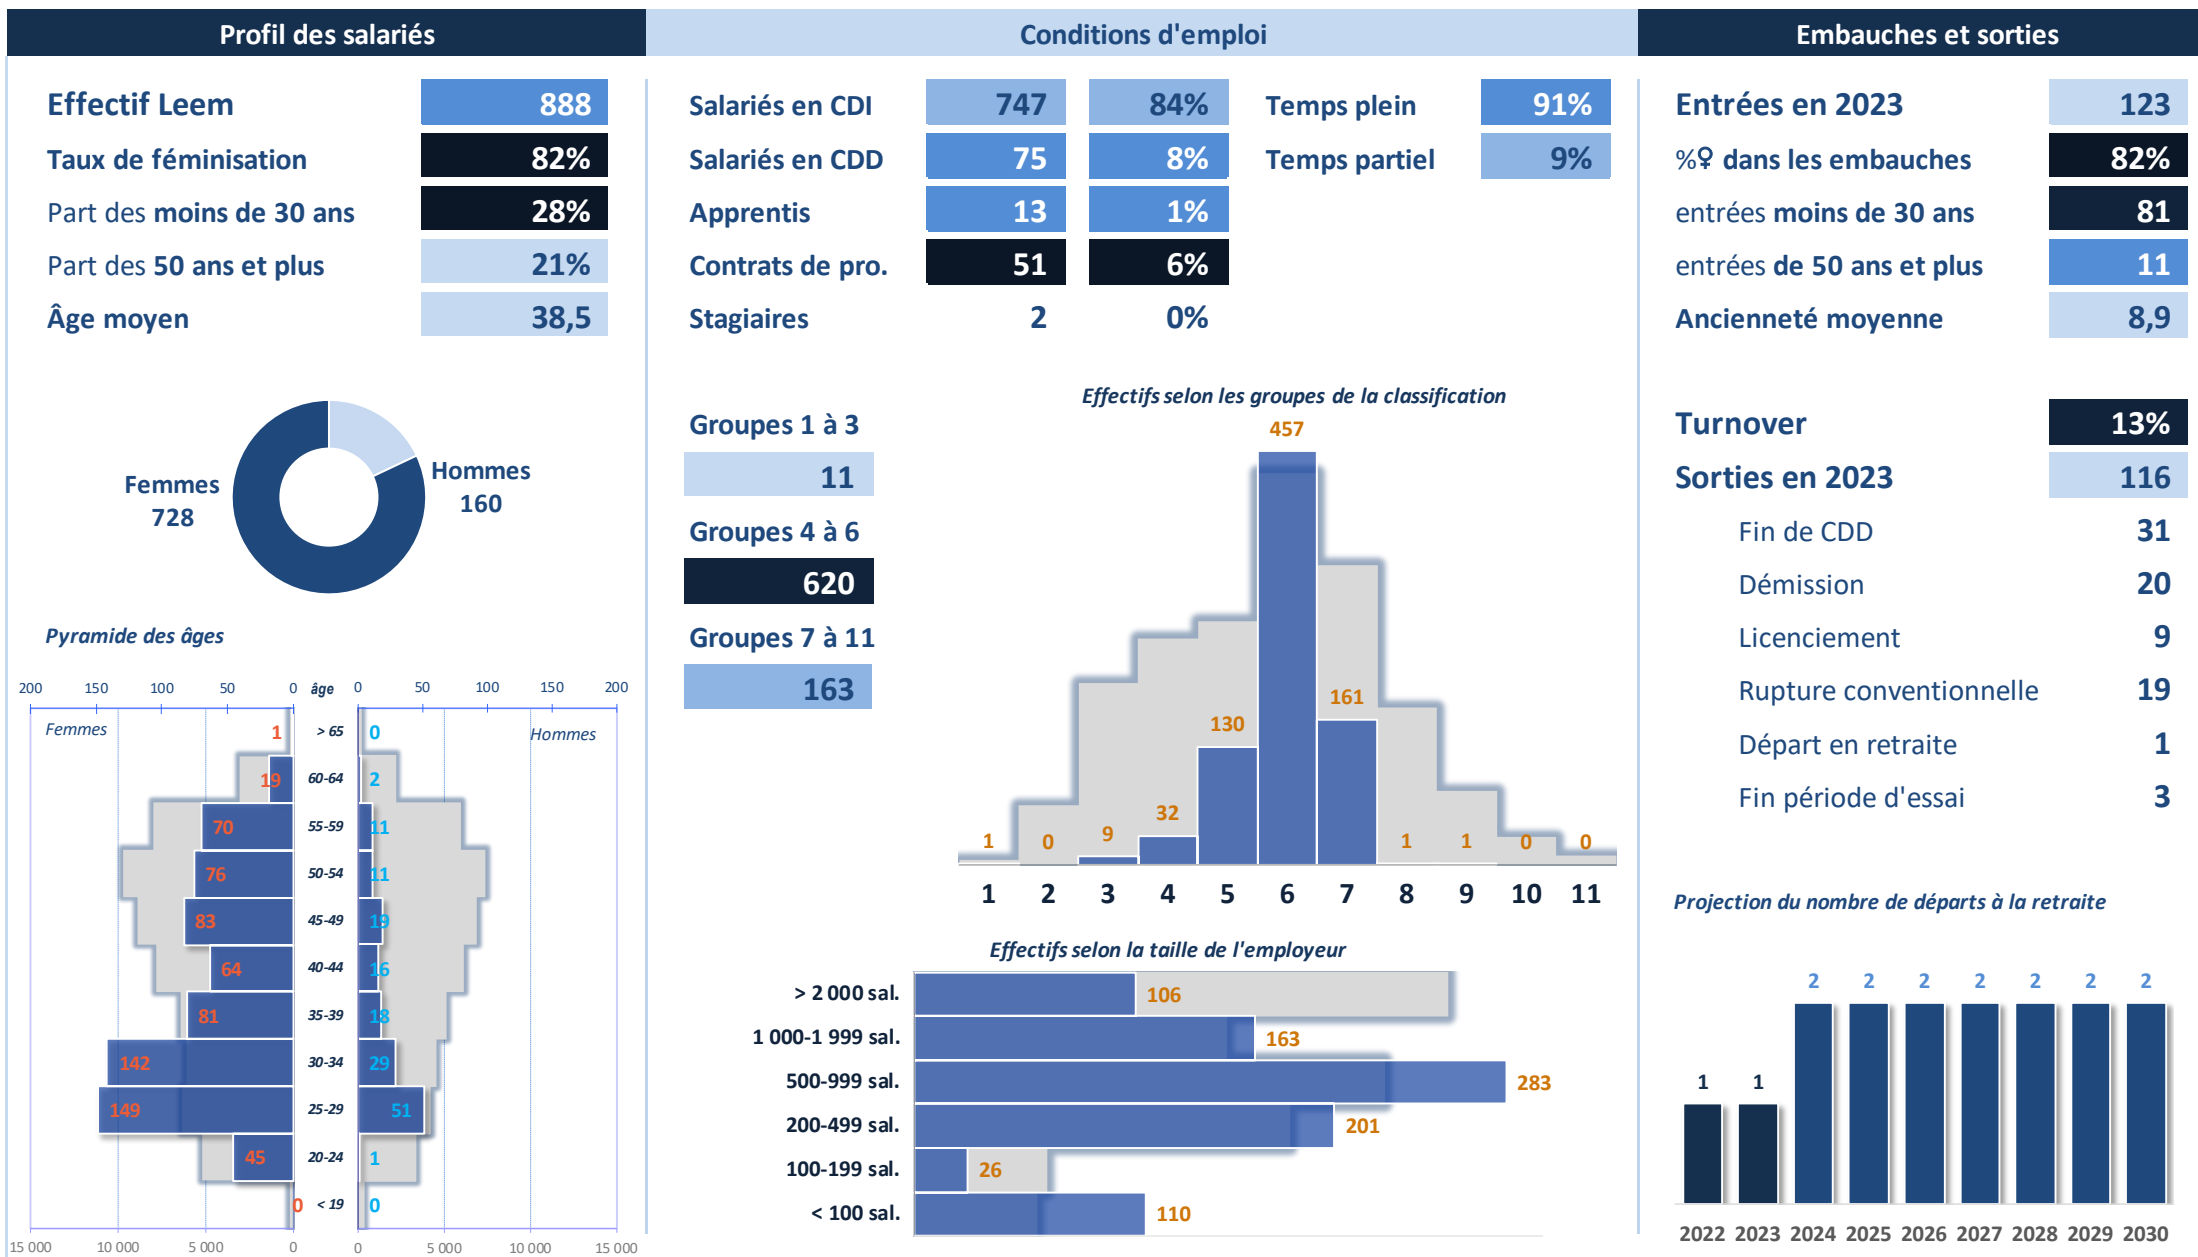 Profil des salariés
Effectif Leem 888
Taux de féminisation 82%
Part des moins de 30 ans 28%
Part des 50 ans et plus 21%
Âge moyen 38,5
Femmes
728
Hommes
160
Pyramide des âges
200 150 100 50 0 âge 0 50 100 150 200
Femmes Hommes
1 > 65 0
19 60-64 2
70 55-59 11
76 50-54 11
83 45-49 19
64 40-44 16
81 35-39 18
142 30-34 29
149 25-29 51
45 20-24 1
0 < 19 0
15 000 10 000 5 000 0 0 5 000 10 000 15 000
Conditions d'emploi
Salariés en CDI 747 84% Temps plein 91%
Salariés en CDD 75 8% Temps partiel 9%
Apprentis 13 1%
Contrats de pro. 51 6%
Stagiaires 2 0%
Groupes 1 à 3
11
Groupes 4 à 6
620
Groupes 7 à 11
163
Effectifs selon les groupes de la classification
1 0 9 32 130 457 161 1 1 0 0
1 2 3 4 5 6 7 8 9 10 11
Effectifs selon la taille de l'employeur
> 2 000 sal. 106
1 000-1 999 sal. 163
500-999 sal. 283
200-499 sal. 201
100-199 sal. 26
< 100 sal. 110
Embauches et sorties
Entrées en 2023 123
%♀ dans les embauches 82%
entrées moins de 30 ans 81
entrées de 50 ans et plus 11
Ancienneté moyenne 8,9
Turnover 13%
Sorties en 2023 116
Fin de CDD 31
Démission 20
Licenciement 9
Rupture conventionnelle 19
Départ en retraite 1
Fin période d'essai 3
Projection du nombre de départs à la retraite
1 1 2 2 2 2 2 2 2
2022 2023 2024 2025 2026 2027 2028 2029 2030